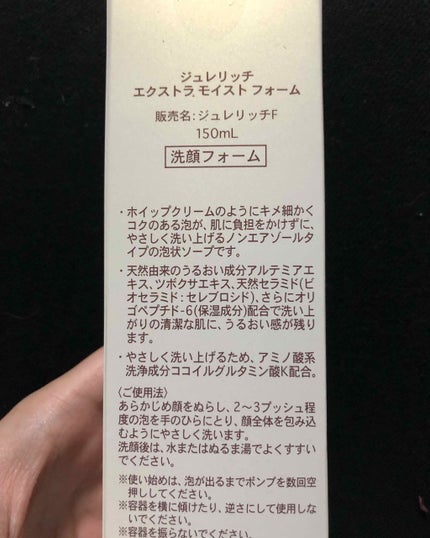 ジュレリッチ
エクストラ モイスト フォーム
販売名:ジュレリッチF
150mL
洗顔フォーム
・ホイップクリームのようにキメ細かく
コクのある泡が、肌に負担をかけずに、
やさしく洗い上げるノンエアゾールタ
イプの泡状ソープです。
・天然由来のうるおい成分アルテミアエ
キス、ツボクサエキス、天然セラミド(ビ
オセラミド:セレブロシド)、さらにオリ
ゴペプチド-6(保湿成分)配合で洗い上
がりの清潔な肌に、うるおい感が残り
ます。
・やさしく洗い上げるため、アミノ酸系
洗浄成分ココイルグルタミン酸K配合。
〈ご使用法〉
あらかじめ顔をぬらし、2〜3プッシュ程
度の泡を手のひらにとり、顔全体を包み込
むようにやさしく洗います。
洗顔後は、水またはぬるま湯でよくすすい
でください。
※使い始めは、泡が出るまでポンプを数回空
押ししてください。
※容器を横に傾けたり、逆さにして使用しな
いでください。
※容器を振らないでください。